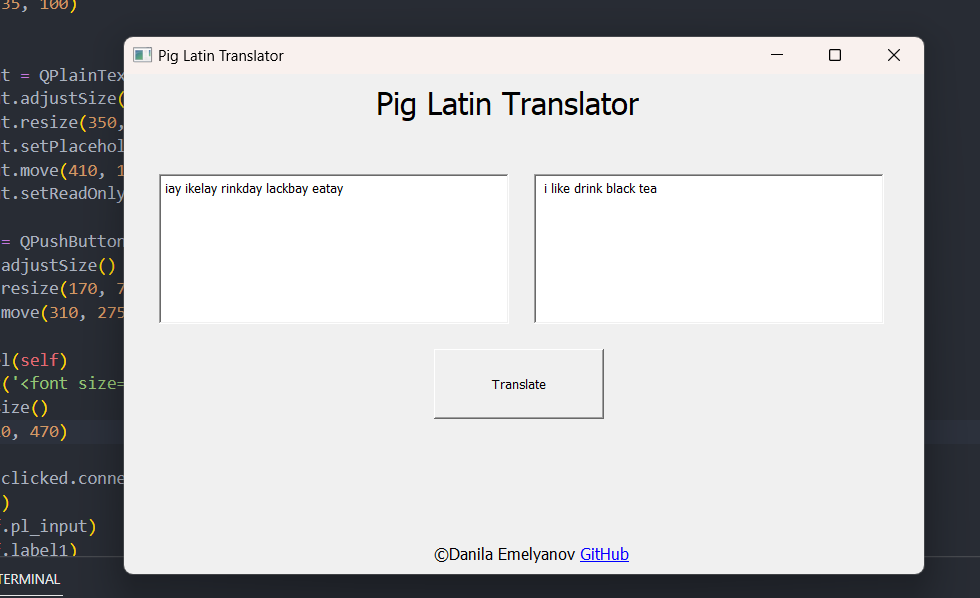 35, 100)
Pig Latin Translator
Pig Latin Translator
t = QPlainTex
t.adjustSize(
t.resize(350,
t.setPlacehol
t.move(410, 1
t.setReadOnly
iay ikelay rinkday lackbay eatay
i like drink black tea
= QPushButton
adjustSize()
resize(170, 7
move(310, 275
Translate
l(self)
('<font size=
ize()
0, 470)
clicked.conne
)
.pl_input)
.label1)
©Danila Emelyanov GitHub
TERMINAL